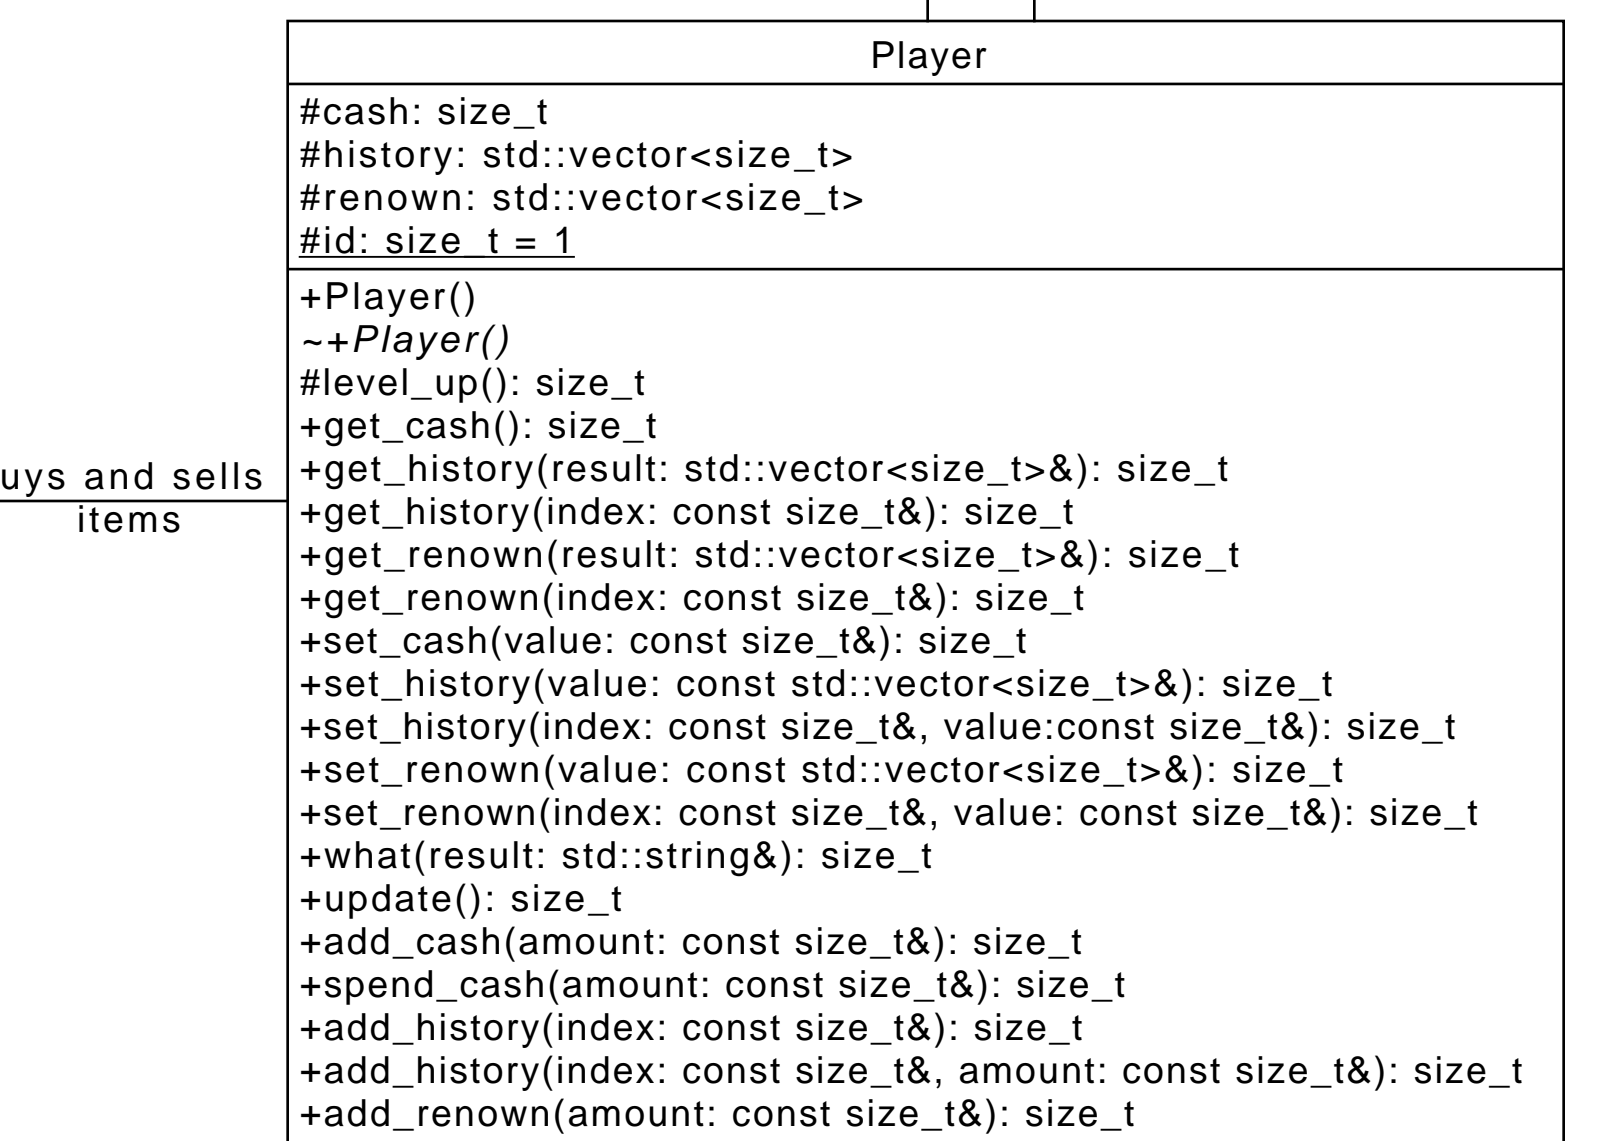 Player
#cash: size_t
#history: std::vector<size_t>
#renown: std::vector<size_t>
#id: size_t = 1
+Player()
~+Player()
#level_up(): size_t
+get_cash(): size_t
+get_history(result: std::vector<size_t>&): size_t
+get_history(index: const size_t&): size_t
+get_renown(result: std::vector<size_t>&): size_t
+get_renown(index: const size_t&): size_t
+set_cash(value: const size_t&): size_t
+set_history(value: const std::vector<size_t>&): size_t
+set_history(index: const size_t&, value:const size_t&): size_t
+set_renown(value: const std::vector<size_t>&): size_t
+set_renown(index: const size_t&, value: const size_t&): size_t
+what(result: std::string&): size_t
+update(): size_t
+add_cash(amount: const size_t&): size_t
+spend_cash(amount: const size_t&): size_t
+add_history(index: const size_t&): size_t
+add_history(index: const size_t&, amount: const size_t&): size_t
+add_renown(amount: const size_t&): size_t
uys and sells
items